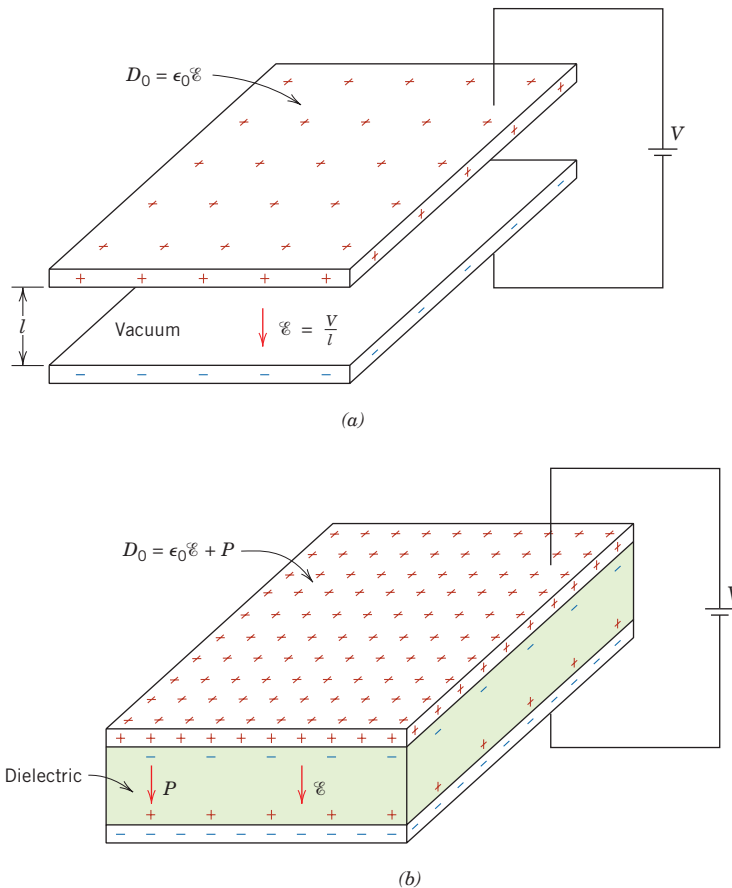 D₀ = ϵ₀ℰ
V
l
Vacuum
ℰ = V/l
(a)
D₀ = ϵ₀ℰ + P
V
Dielectric
P
ℰ
(b)